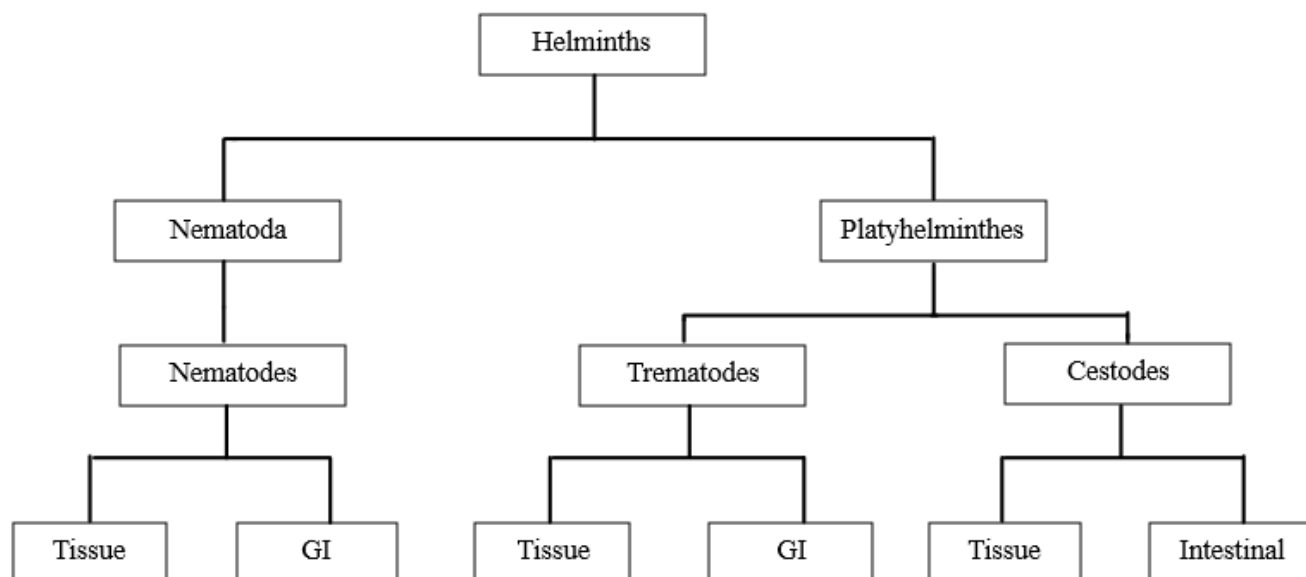 Helminths
Nematoda
Platyhelminthes
Nematodes
Trematodes
Cestodes
Tissue
GI
Tissue
GI
Tissue
Intestinal